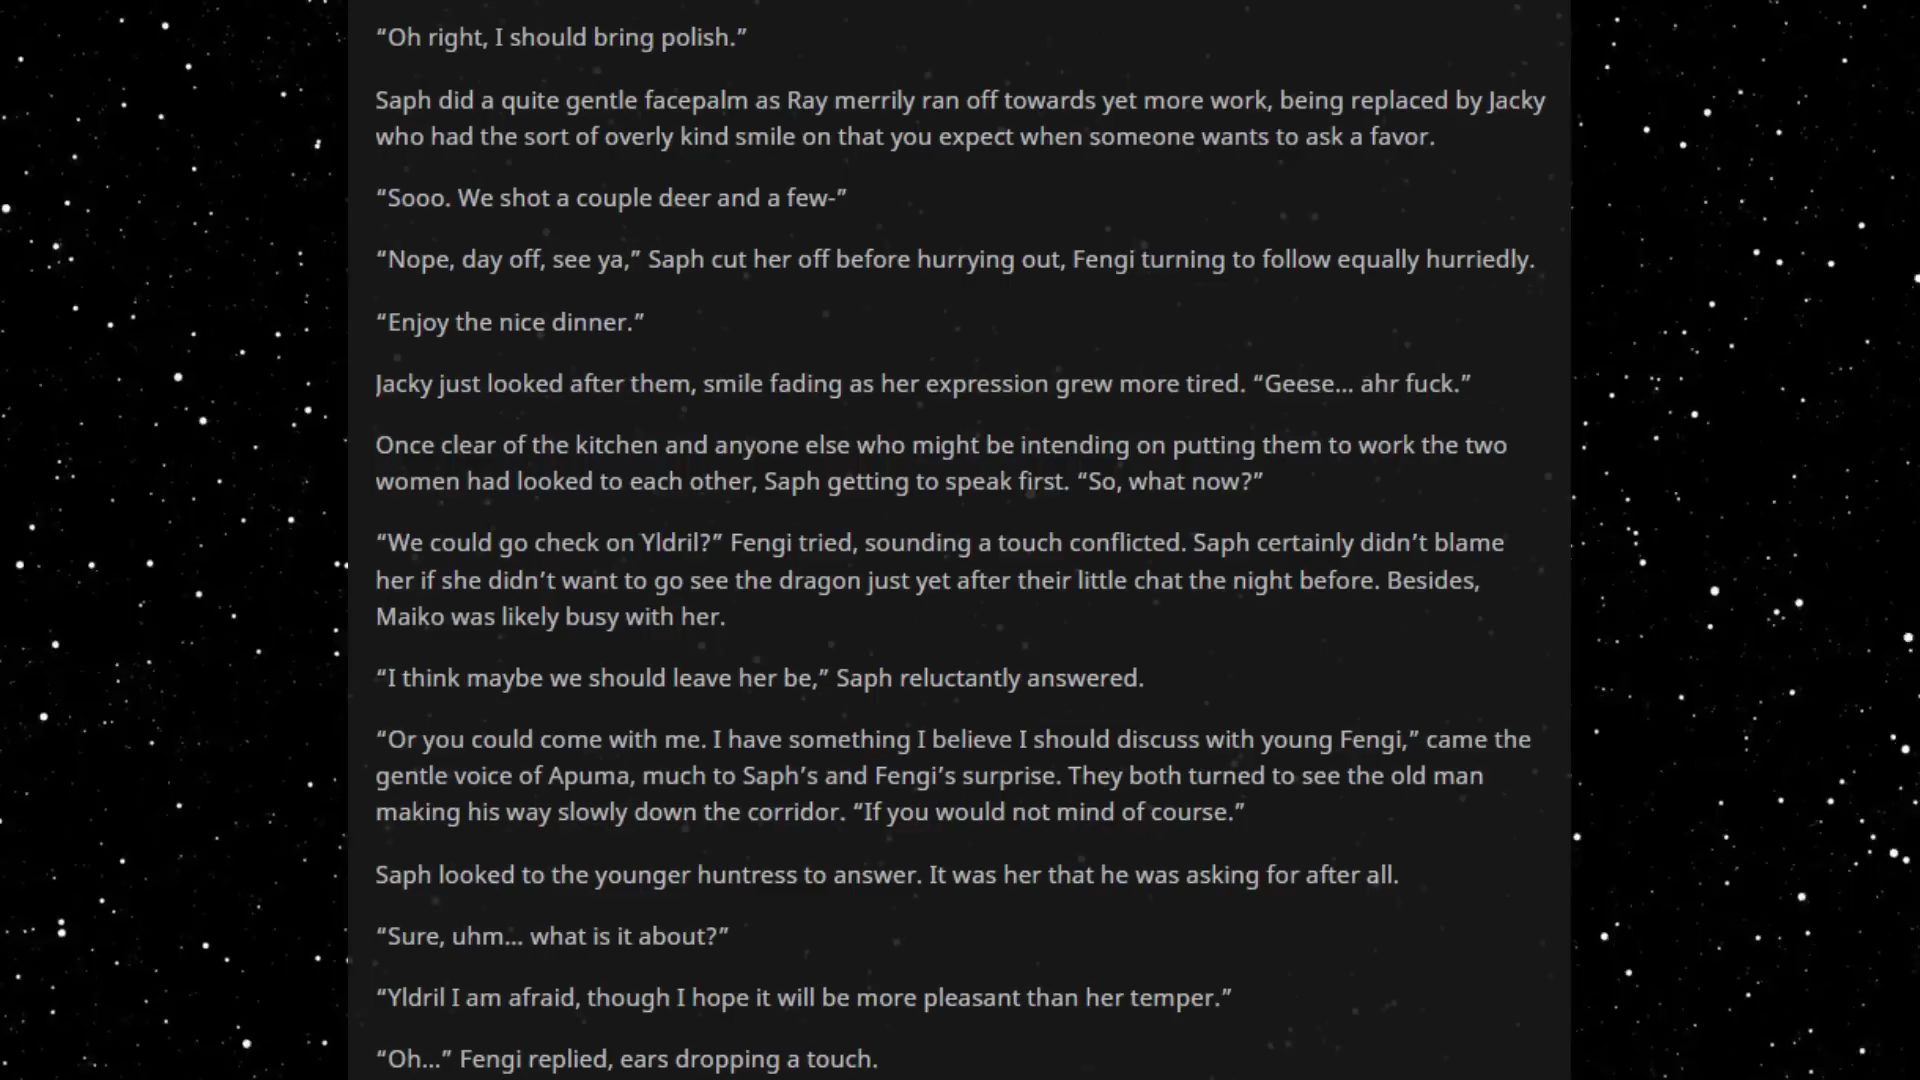 “Oh right, I should bring polish.”
Saph did a quite gentle facepalm as Ray merrily ran off towards yet more work, being replaced by Jacky
who had the sort of overly kind smile on that you expect when someone wants to ask a favor.
“Sooo. We shot a couple deer and a few-”
“Nope, day off, see ya,” Saph cut her off before hurrying out, Fengi turning to follow equally hurriedly.
“Enjoy the nice dinner.”
Jacky just looked after them, smile fading as her expression grew more tired. “Geese... ahr fuck.”
Once clear of the kitchen and anyone else who might be intending on putting them to work the two
women had looked to each other, Saph getting to speak first. “So, what now?”
“We could go check on Yldril?” Fengi tried, sounding a touch conflicted. Saph certainly didn’t blame
her if she didn’t want to go see the dragon just yet after their little chat the night before. Besides,
Maiko was likely busy with her.
“I think maybe we should leave her be,” Saph reluctantly answered.
“Or you could come with me. I have something I believe I should discuss with young Fengi,” came the
gentle voice of Apuma, much to Saph’s and Fengi’s surprise. They both turned to see the old man
making his way slowly down the corridor. “If you would not mind of course.”
Saph looked to the younger huntress to answer. It was her that he was asking for after all.
“Sure, uhm... what is it about?”
“Yldril I am afraid, though I hope it will be more pleasant than her temper.”
“Oh...” Fengi replied, ears dropping a touch.